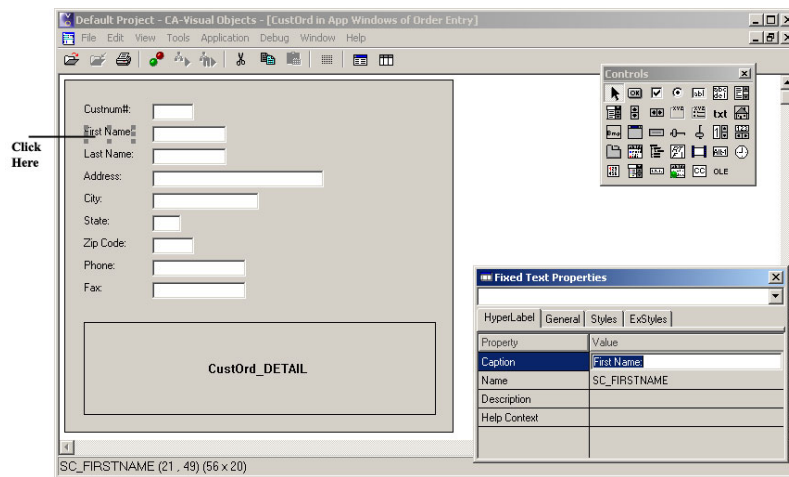 Default Project - CA-Visual Objects - [CustOrd in App Windows of Order Entry]
File Edit View Tools Application Debug Window Help
Controls
OK
txt
OLE
Custnum#:
First Name:
Click
Here
Last Name:
Address:
City:
State:
Zip Code:
Phone:
Fax:
CustOrd_DETAIL
Fixed Text Properties
HyperLabel General Styles ExStyles
Property Value
Caption First Name:
Name SC_FIRSTNAME
Description
Help Context
SC_FIRSTNAME (21 , 49) (56 x 20)